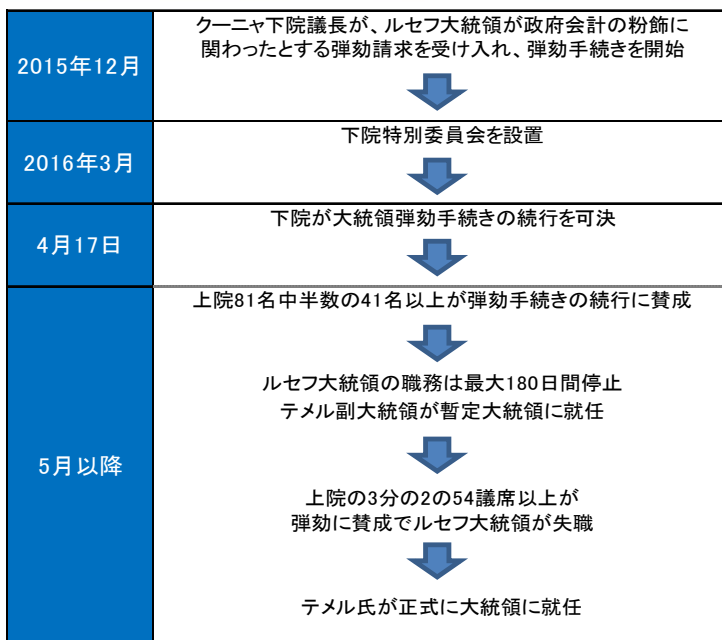 2015年12月
クーニャ下院議長が、ルセフ大統領が政府会計の粉飾に
関わったとする弾劾請求を受け入れ、弾劾手続きを開始
2016年3月
下院特別委員会を設置
4月17日
下院が大統領弾劾手続きの続行を可決
5月以降
上院81名中半数の41名以上が弾劾手続きの続行に賛成
ルセフ大統領の職務は最大180日間停止
テメル副大統領が暫定大統領に就任
上院の3分の2の54議席以上が
弾劾に賛成でルセフ大統領が失職
テメル氏が正式に大統領に就任